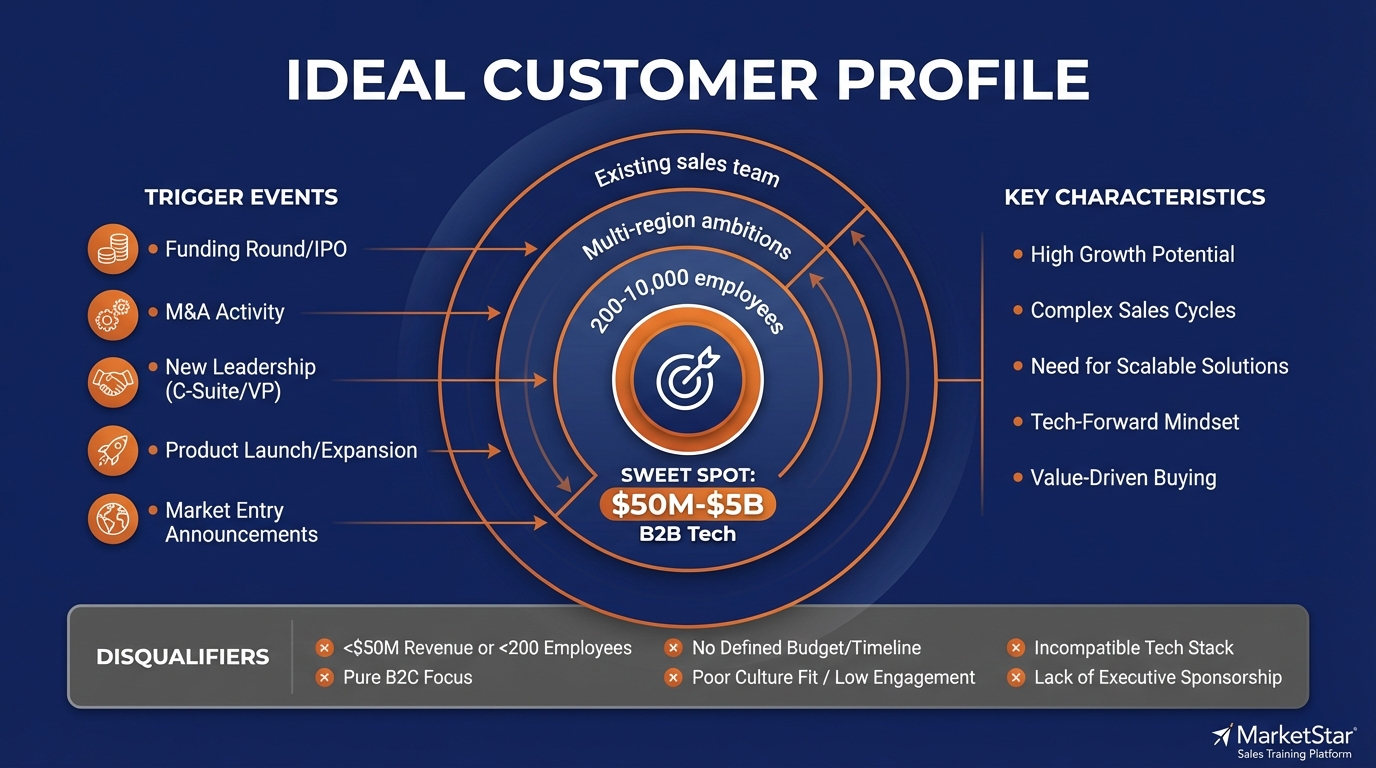 IDEAL CUSTOMER PROFILE
TRIGGER EVENTS
Funding Round/IPO
M&A Activity
New Leadership
(C-Suite/VP)
Product Launch/Expansion
Market Entry
Announcements
Existing sales team
Multi-region ambitions
200-10,000 employees
SWEET SPOT:
$50M-$5B
B2B Tech
KEY CHARACTERISTICS
High Growth Potential
Complex Sales Cycles
Need for Scalable Solutions
Tech-Forward Mindset
Value-Driven Buying
DISQUALIFIERS
<$50M Revenue or <200 Employees
Pure B2C Focus
No Defined Budget/Timeline
Poor Culture Fit / Low Engagement
Incompatible Tech Stack
Lack of Executive Sponsorship
MarketStar
Sales Training Platform